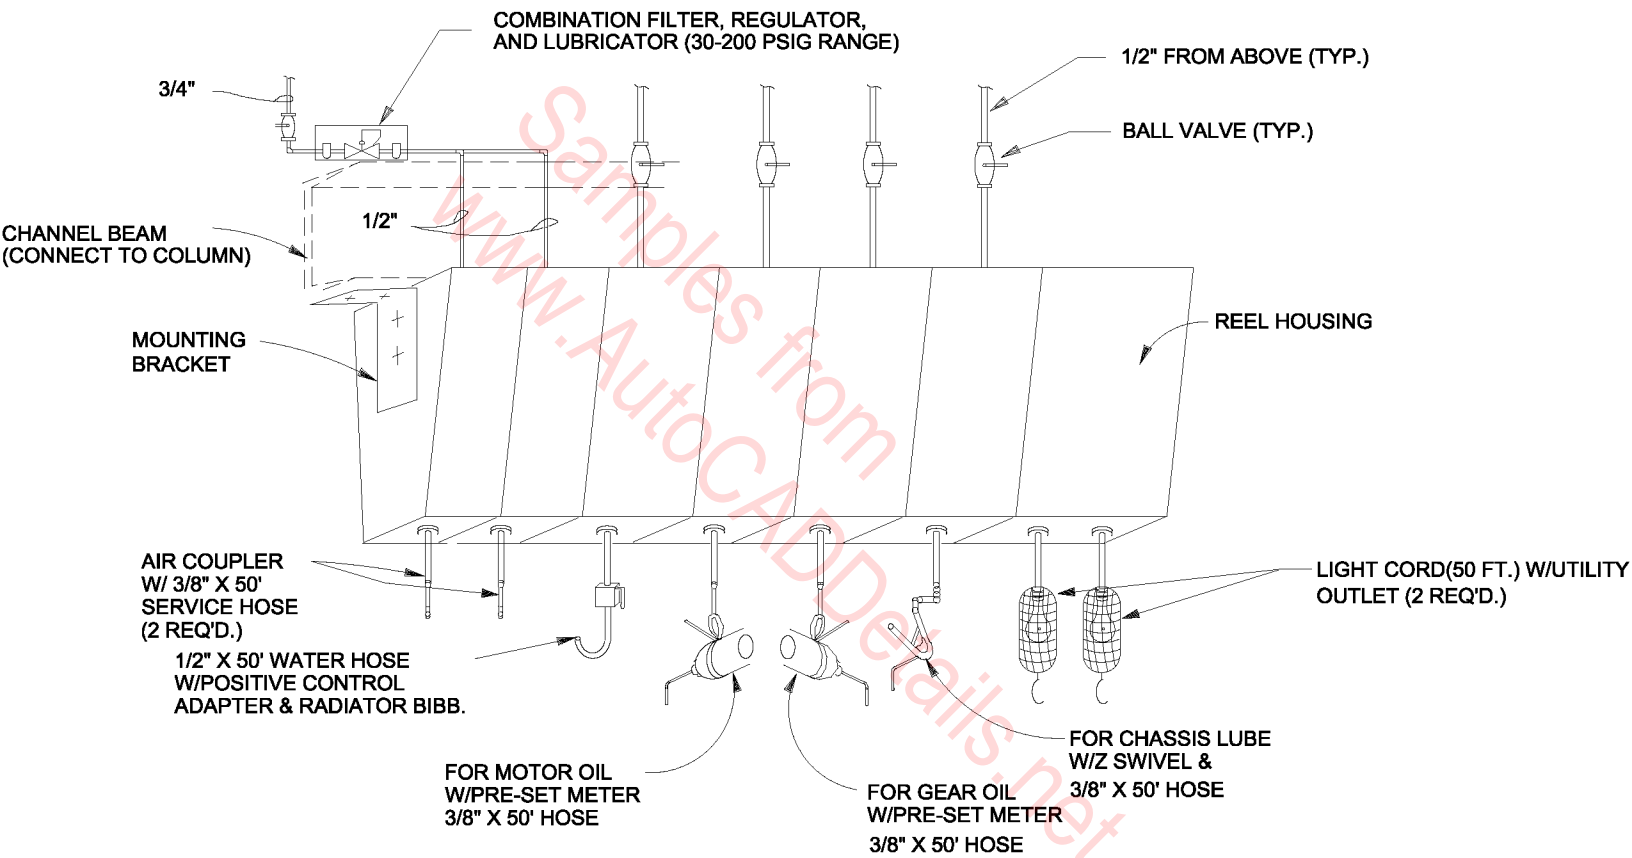 COMBINATION FILTER, REGULATOR,
AND LUBRICATOR (30-200 PSIG RANGE)
1/2" FROM ABOVE (TYP.)
3/4"
BALL VALVE (TYP.)
1/2"
CHANNEL BEAM
(CONNECT TO COLUMN)
REEL HOUSING
MOUNTING
BRACKET
AIR COUPLER
W/ 3/8" X 50'
SERVICE HOSE
(2 REQ'D.)
LIGHT CORD(50 FT.) W/UTILITY
OUTLET (2 REQ'D.)
1/2" X 50' WATER HOSE
W/POSITIVE CONTROL
ADAPTER & RADIATOR BIBB.
FOR CHASSIS LUBE
W/Z SWIVEL &
3/8" X 50' HOSE
FOR MOTOR OIL
W/PRE-SET METER
3/8" X 50' HOSE
FOR GEAR OIL
W/PRE-SET METER
3/8" X 50' HOSE
Samples from
www.AutoCADDetails.net